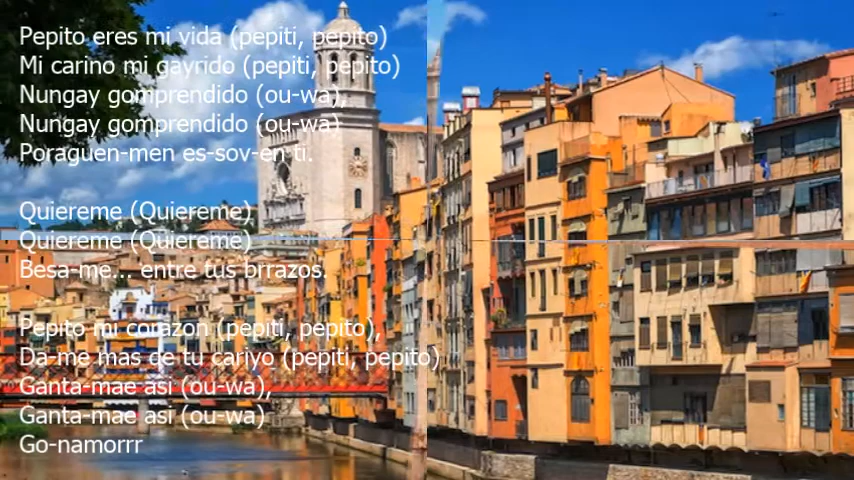 Pepito eres mi vida (pepiti, pepito)
Mi carino mi gayrido (pepiti, pepito)
Nungay gomprendido (ou-wa),
Nungay gomprendido (ou-wa)
Poraguen-men es-sov-en ti.

Quiereme (Quiereme)
Quiereme (Quiereme)
Besa-me... entre tus brrazos.

Pepito mi corazon (pepiti, pepito),
Da-me mas de tu cariyo (pepiti, pepito)
Ganta-mae asi (ou-wa),
Ganta-mae asi (ou-wa)
Go-namorrr